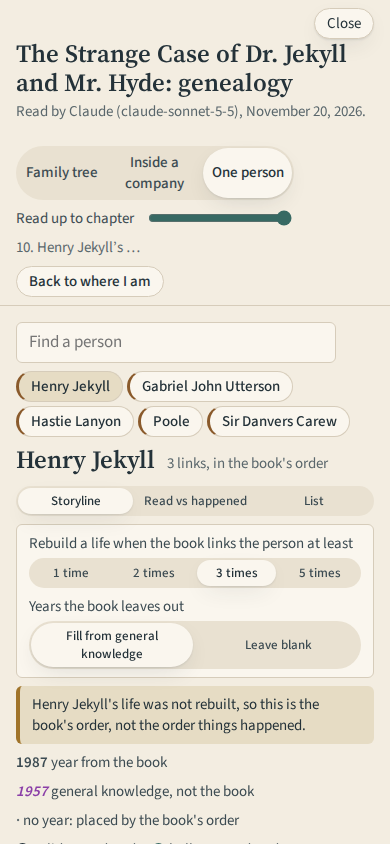 Close
The Strange Case of Dr. Jekyll
and Mr. Hyde: genealogy
Read by Claude (claude-sonnet-5-5), November 20, 2026.
Family tree
Inside a
company
One person
Read up to chapter
10. Henry Jekyll’s …
Back to where I am
Find a person
Henry Jekyll
Gabriel John Utterson
Hastie Lanyon
Poole
Sir Danvers Carew
Henry Jekyll 3 links, in the book's order
Storyline
Read vs happened
List
Rebuild a life when the book links the person at least
1 time
2 times
3 times
5 times
Years the book leaves out
Fill from general
knowledge
Leave blank
Henry Jekyll's life was not rebuilt, so this is the
book's order, not the order things happened.
1987 year from the book
1957 general knowledge, not the book
· no year: placed by the book's order